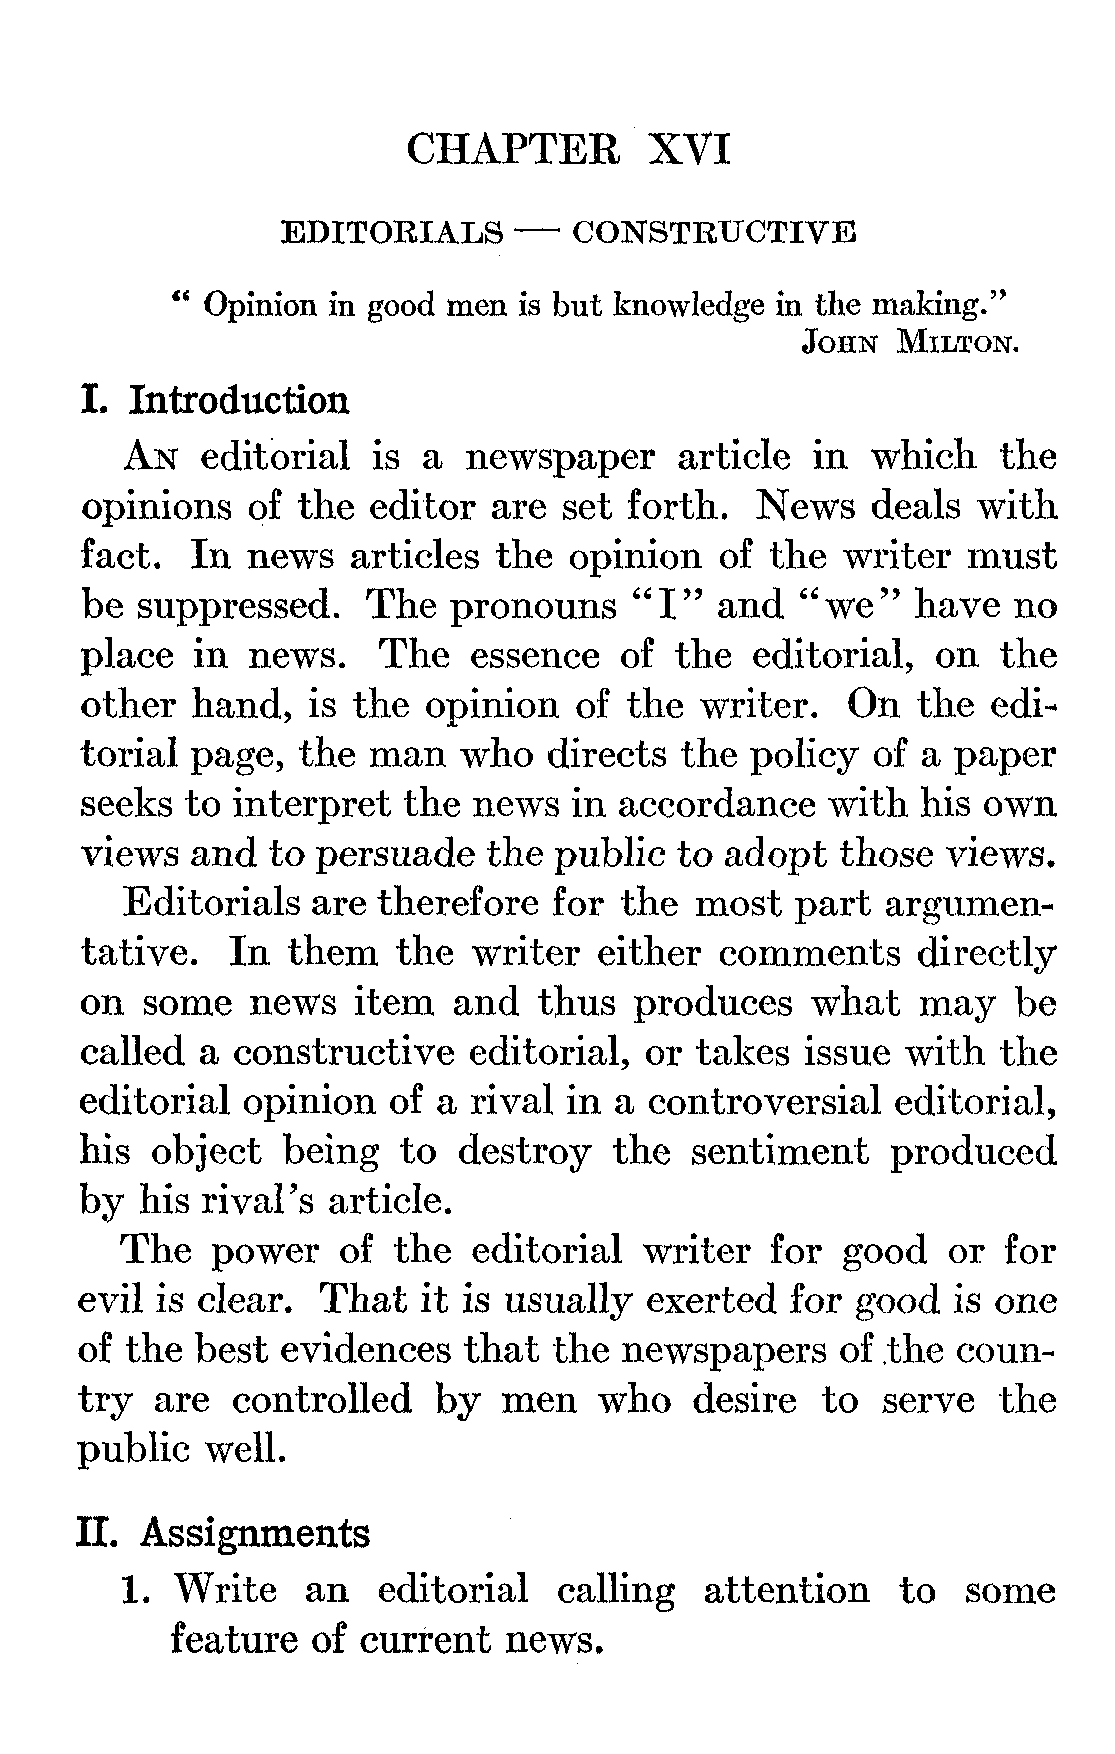 CHAPTER XVI
EDITORIALS — CONSTRUCTIVE
“ Opinion in good men is but knowledge in the making.”
JOHN MILTON.
I. Introduction
AN editorial is a newspaper article in which the
opinions of the editor are set forth. News deals with
fact. In news articles the opinion of the writer must
be suppressed. The pronouns “I” and “we” have no
place in news. The essence of the editorial, on the
other hand, is the opinion of the writer. On the edi-
torial page, the man who directs the policy of a paper
seeks to interpret the news in accordance with his own
views and to persuade the public to adopt those views.
Editorials are therefore for the most part argumen-
tative. In them the writer either comments directly
on some news item and thus produces what may be
called a constructive editorial, or takes issue with the
editorial opinion of a rival in a controversial editorial,
his object being to destroy the sentiment produced
by his rival’s article.
The power of the editorial writer for good or for
evil is clear. That it is usually exerted for good is one
of the best evidences that the newspapers of the coun-
try are controlled by men who desire to serve the
public well.
II. Assignments
1. Write an editorial calling attention to some
feature of current news.